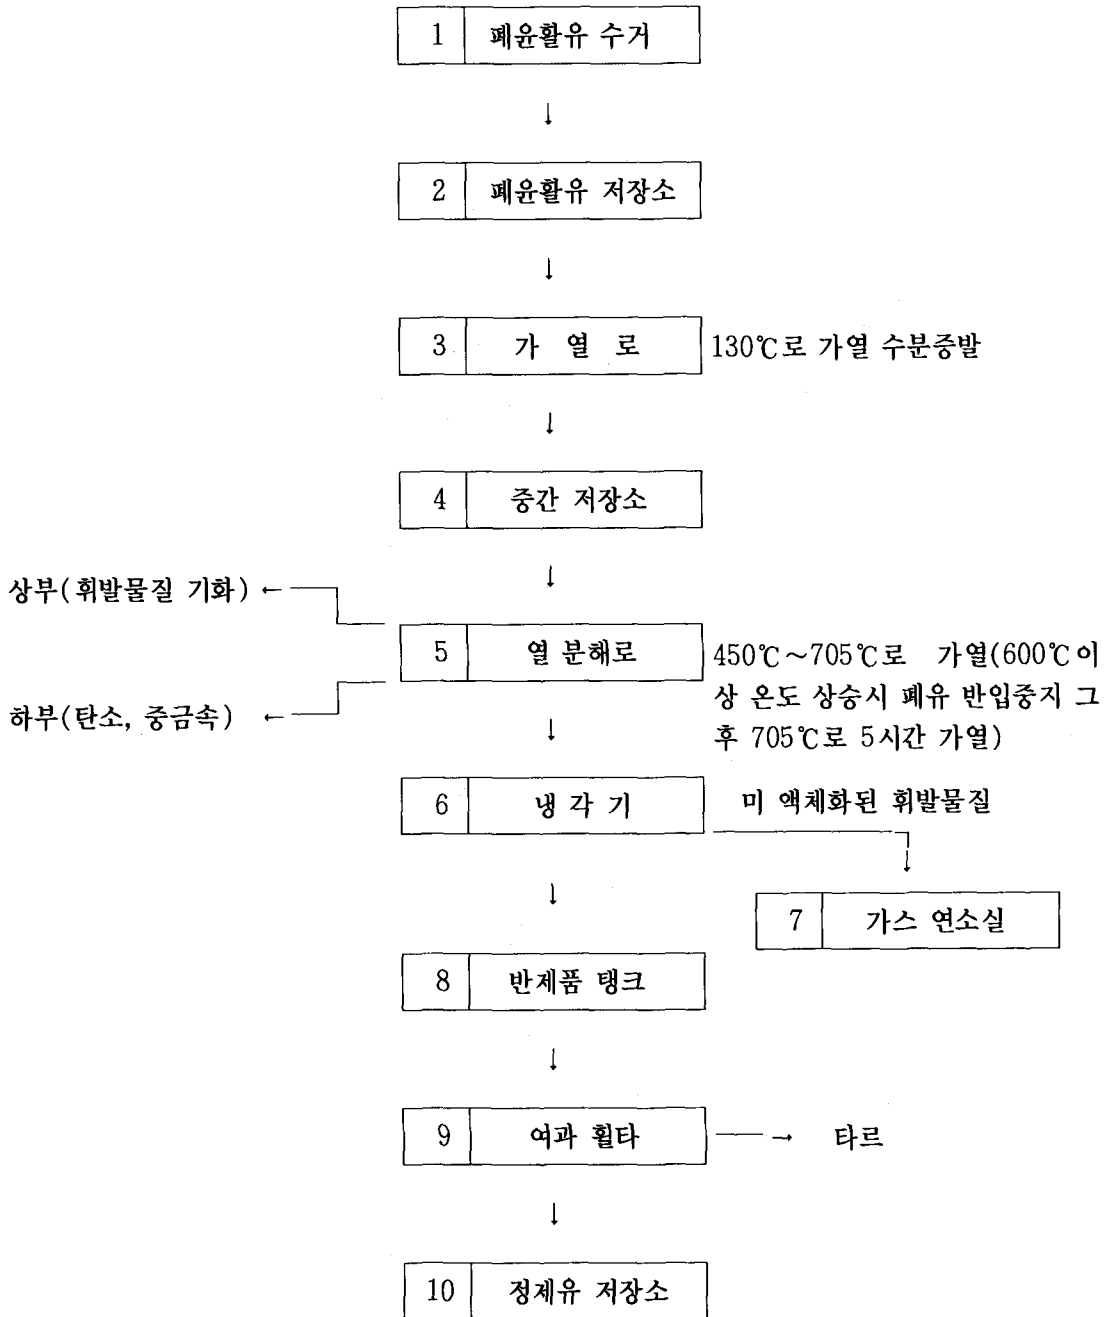 1 폐윤활유 수거
↓
2 폐윤활유 저장소
↓
3 가 열 로 130℃로 가열 수분증발
↓
4 중간 저장소
↓
상부(휘발물질 기화) ←
5 열 분해로 450℃~705℃로 가열(600℃이
상 온도 상승시 폐유 반입중지 그
하부(탄소, 중금속) ←
후 705℃로 5시간 가열)
↓
6 냉 각 기 미 액체화된 휘발물질
↓
7 가스 연소실
↓
8 반제품 탱크
↓
9 여과 휠타 → 타르
↓
10 정제유 저장소